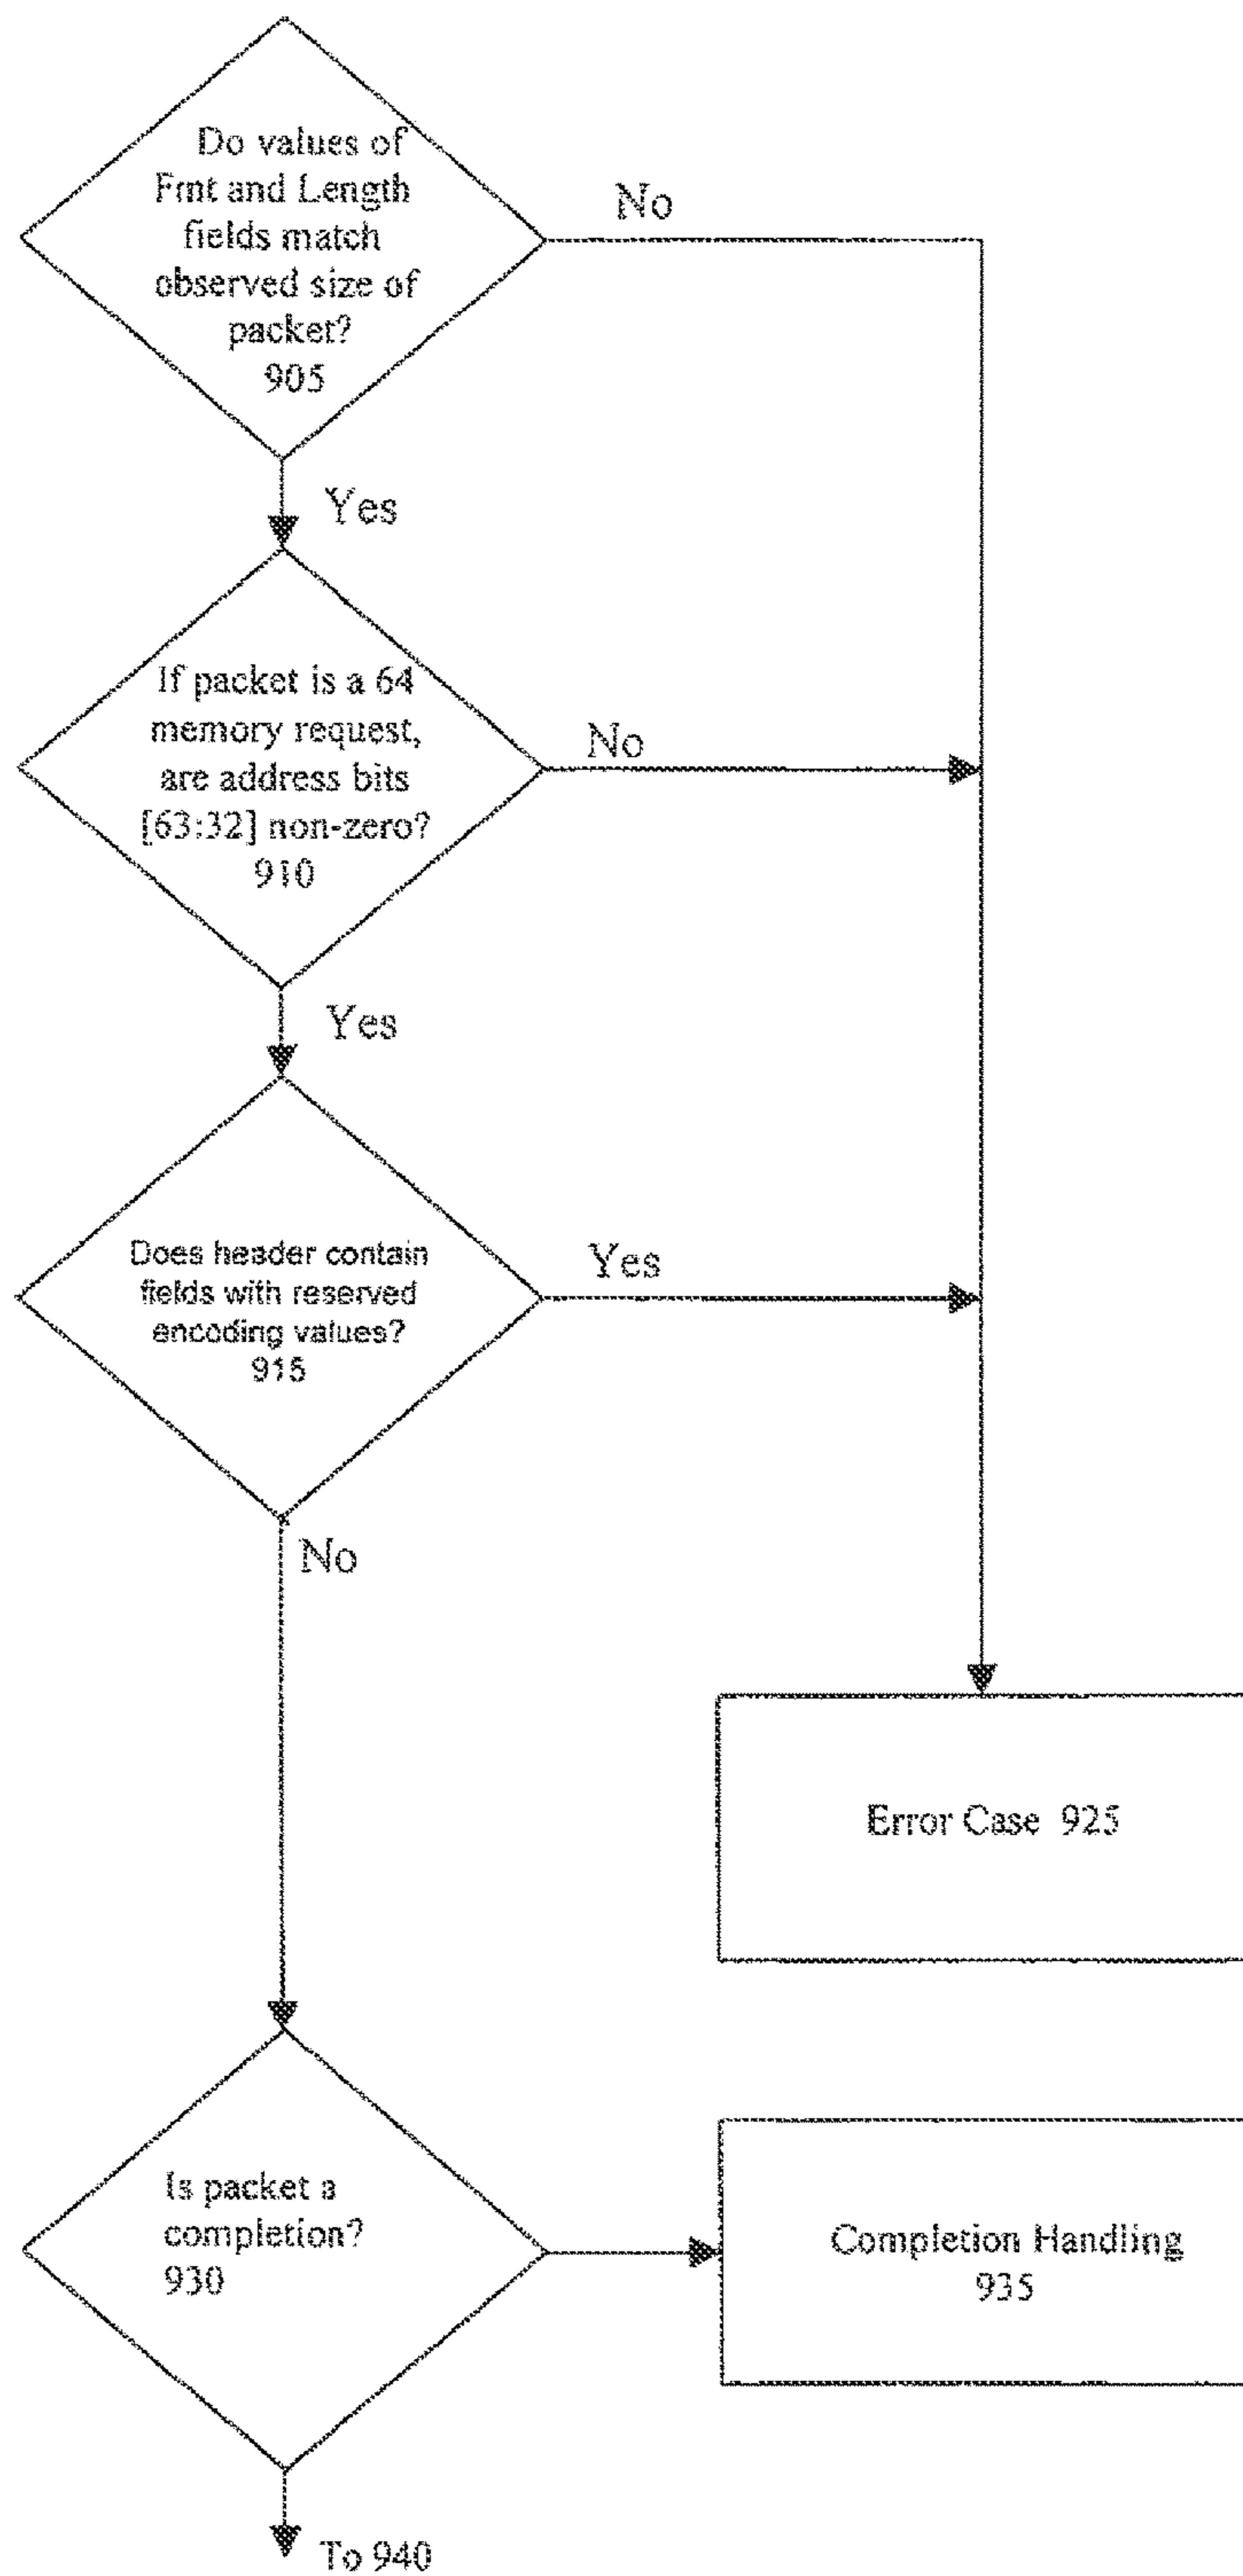 Do values of
Fmt and Length
fields match
observed size of
packet?
905
No
Yes
If packet is a 64
memory request,
are address bits
[63:32] non-zero?
910
No
Yes
Does header contain
fields with reserved
encoding values?
915
Yes
No
Error Case 925
Is packet a
completion?
930
Completion Handling
935
To 940